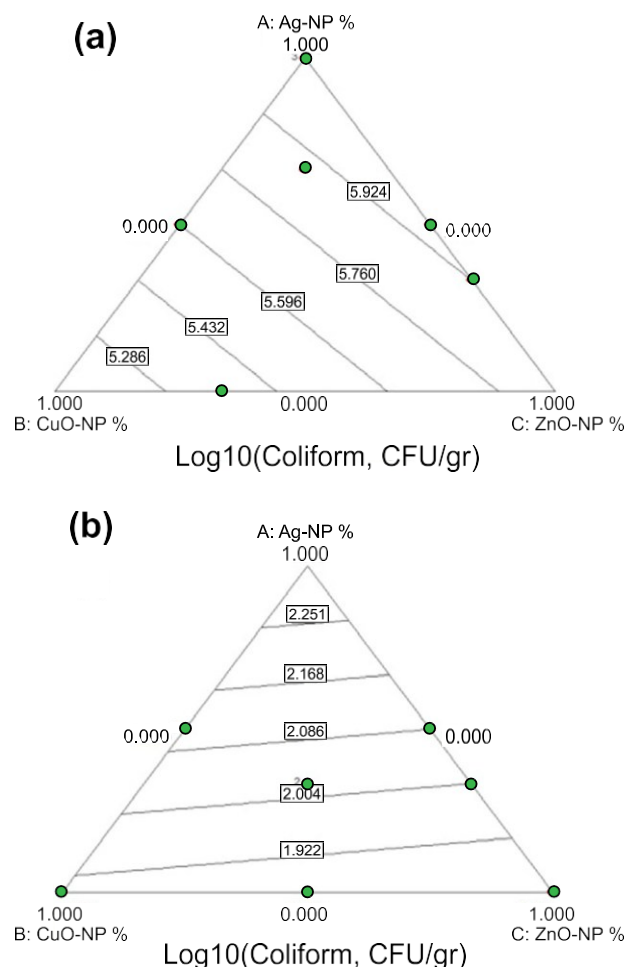 (a)
A: Ag-NP %
1.000
5.924
0.000
0.000
5.760
5.596
5.432
5.286
1.000
0.000
1.000
B: CuO-NP %
C: ZnO-NP %
Log10(Coliform, CFU/gr)
(b)
A: Ag-NP %
1.000
2.251
2.168
2.086
0.000
0.000
2
2.004
1.922
1.000
0.000
1.000
B: CuO-NP %
C: ZnO-NP %
Log10(Coliform, CFU/gr)